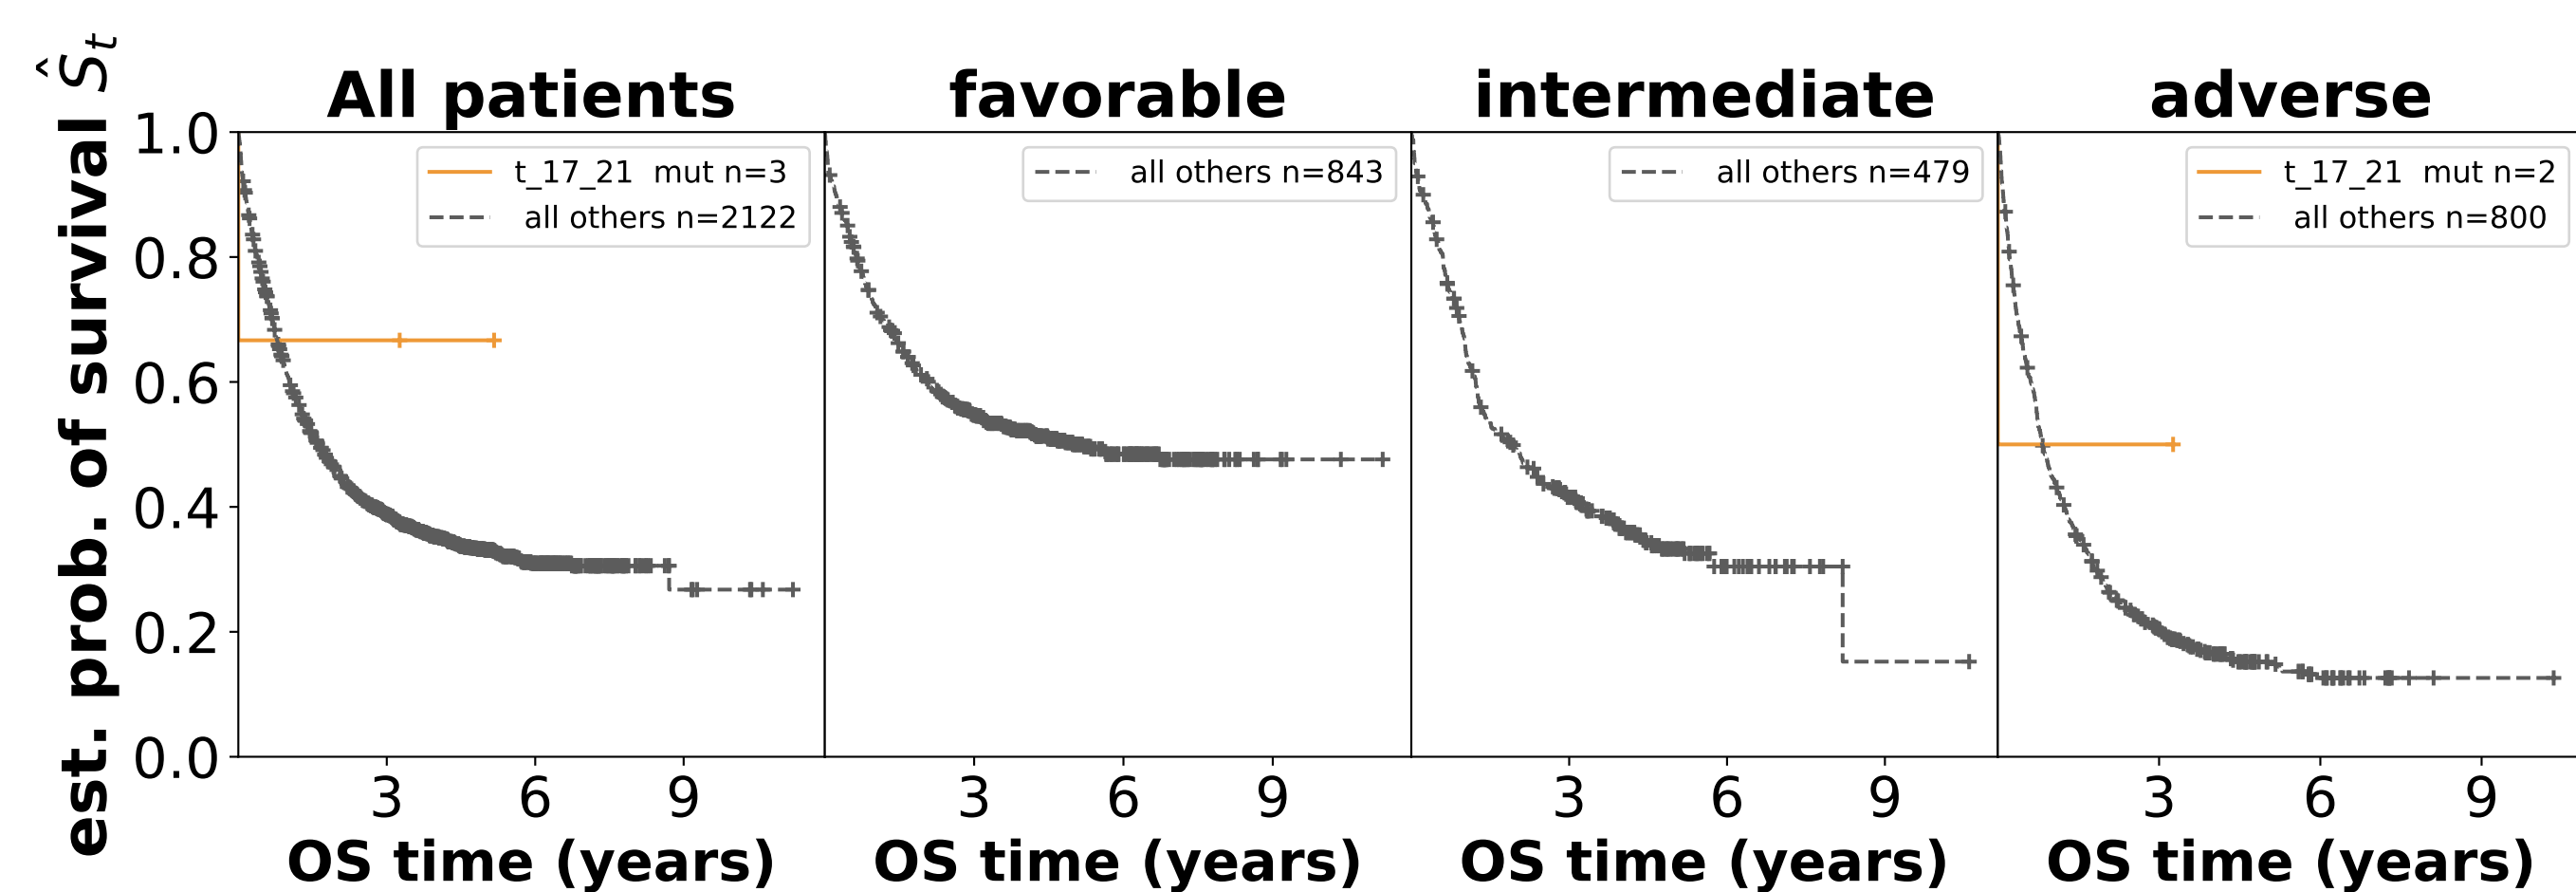 est. prob. of survival Ŝt
All patients
favorable
intermediate
adverse
1.0
0.8
0.6
0.4
0.2
0.0
t_17_21 mut n=3
all others n=2122
all others n=843
all others n=479
t_17_21 mut n=2
all others n=800
3 6 9
3 6 9
3 6 9
3 6 9
OS time (years)
OS time (years)
OS time (years)
OS time (years)